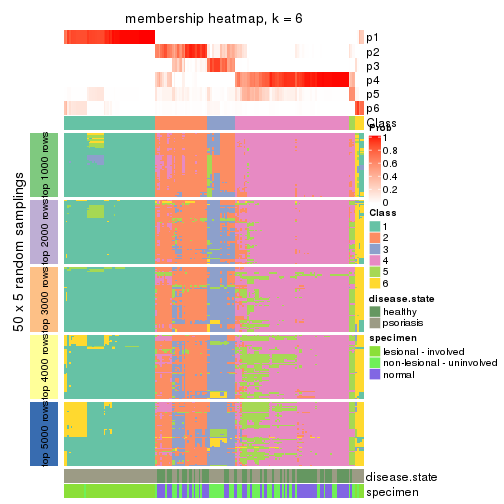 membership heatmap, k = 6
p1
p2
p3
p4
p5
p6
Class
Prob
1
0.8
0.6
0.4
0.2
0
Class
1
2
3
4
5
6
disease.state
healthy
psoriasis
specimen
lesional - involved
non-lesional - uninvolved
normal
50 x 5 random samplings
top 1000 rows
top 2000 rows
top 3000 rows
top 4000 rows
top 5000 rows
disease.state
specimen